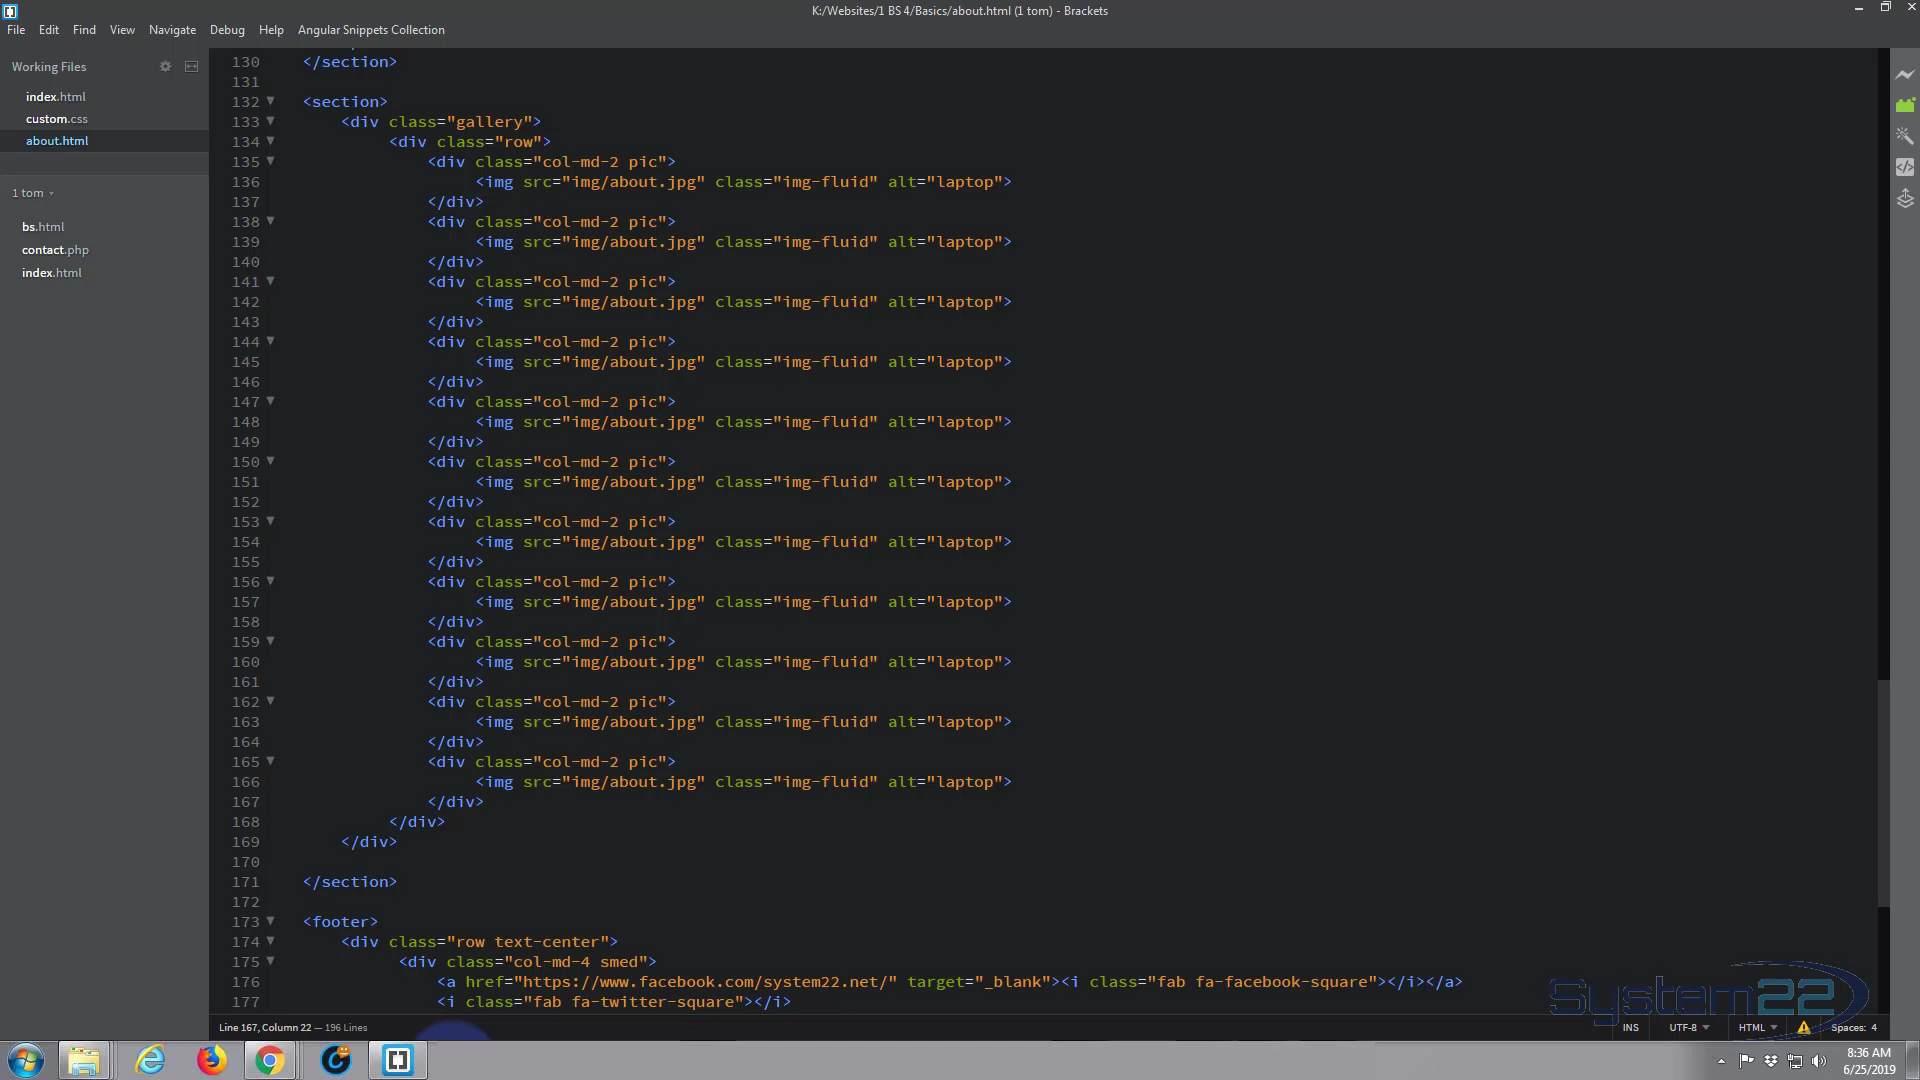 K:/Websites/1 BS 4/Basics/about.html (1 tom) - Brackets
File Edit Find View Navigate Debug Help Angular Snippets Collection
Working Files
index.html
custom.css
about.html
1 tom
bs.html
contact.php
index.html
130 </section>
131
132 <section>
133 <div class="gallery">
134 <div class="row">
135 <div class="col-md-2 pic">
136 <img src="img/about.jpg" class="img-fluid" alt="laptop">
137 </div>
138 <div class="col-md-2 pic">
139 <img src="img/about.jpg" class="img-fluid" alt="laptop">
140 </div>
141 <div class="col-md-2 pic">
142 <img src="img/about.jpg" class="img-fluid" alt="laptop">
143 </div>
144 <div class="col-md-2 pic">
145 <img src="img/about.jpg" class="img-fluid" alt="laptop">
146 </div>
147 <div class="col-md-2 pic">
148 <img src="img/about.jpg" class="img-fluid" alt="laptop">
149 </div>
150 <div class="col-md-2 pic">
151 <img src="img/about.jpg" class="img-fluid" alt="laptop">
152 </div>
153 <div class="col-md-2 pic">
154 <img src="img/about.jpg" class="img-fluid" alt="laptop">
155 </div>
156 <div class="col-md-2 pic">
157 <img src="img/about.jpg" class="img-fluid" alt="laptop">
158 </div>
159 <div class="col-md-2 pic">
160 <img src="img/about.jpg" class="img-fluid" alt="laptop">
161 </div>
162 <div class="col-md-2 pic">
163 <img src="img/about.jpg" class="img-fluid" alt="laptop">
164 </div>
165 <div class="col-md-2 pic">
166 <img src="img/about.jpg" class="img-fluid" alt="laptop">
167 </div>
168 </div>
169 </div>
170
171 </section>
172
173 <footer>
174 <div class="row text-center">
175 <div class="col-md-4 smed">
176 <a href="https://www.facebook.com/system22.net/" target="_blank"><i class="fab fa-facebook-square"></i></a>
177 <i class="fab fa-twitter-square"></i>
System22
Line 167, Column 22 — 196 Lines
INS UTF-8 HTML Spaces: 4
8:36 AM
6/25/2019